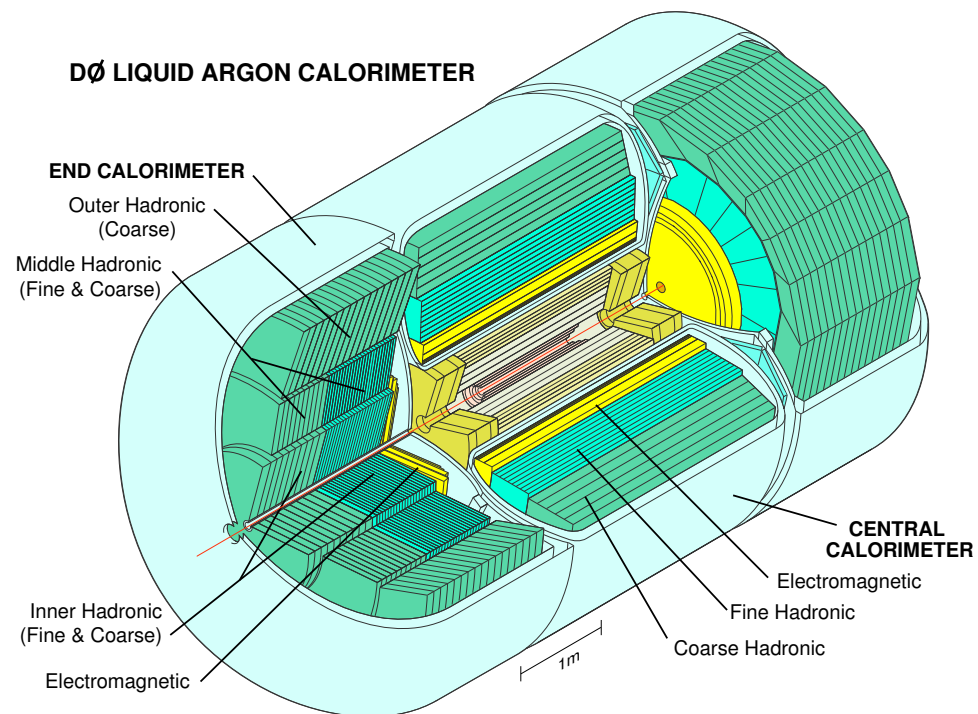 DØ LIQUID ARGON CALORIMETER
END CALORIMETER
Outer Hadronic
(Coarse)
Middle Hadronic
(Fine & Coarse)
Inner Hadronic
(Fine & Coarse)
Electromagnetic
1m
CENTRAL
CALORIMETER
Electromagnetic
Fine Hadronic
Coarse Hadronic